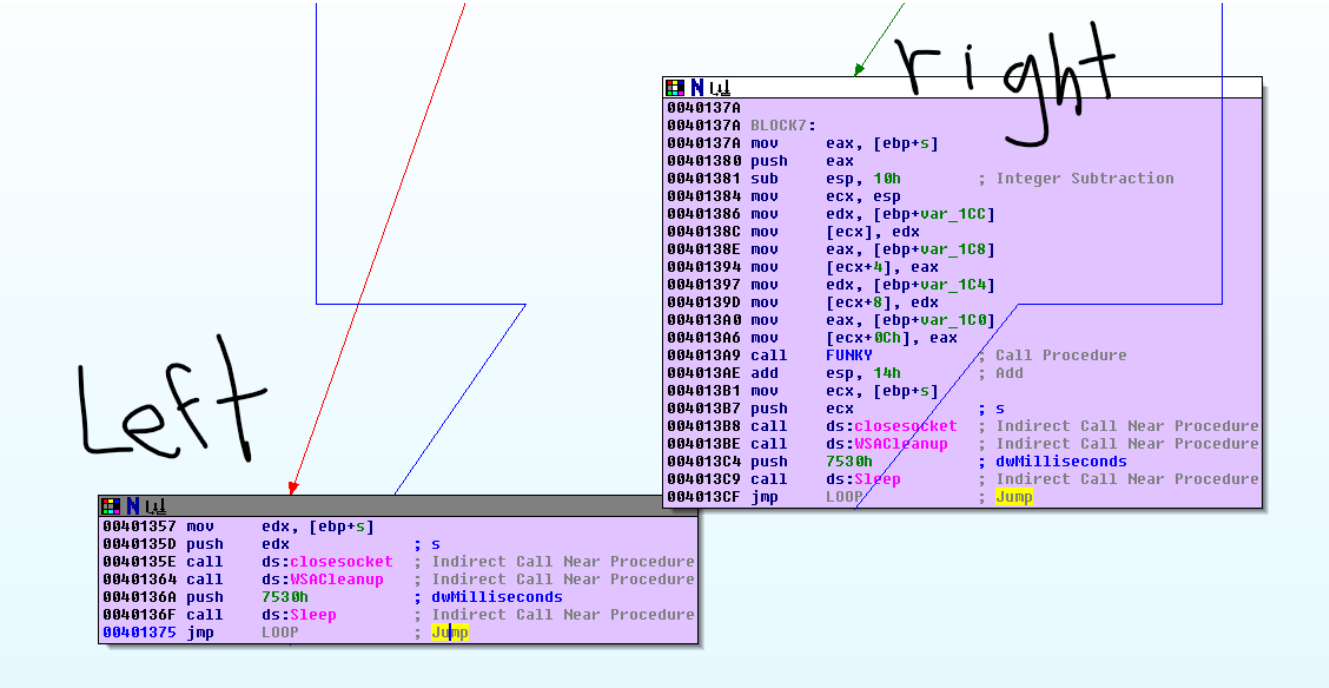 right
0040137A
0040137A BLOCK7:
0040137A mov eax, [ebp+s]
00401380 push eax
00401381 sub esp, 10h ; Integer Subtraction
00401384 mov ecx, esp
00401386 mov edx, [ebp+var_1CC]
0040138C mov [ecx], edx
0040138E mov eax, [ebp+var_1C8]
00401394 mov [ecx+4], eax
00401397 mov edx, [ebp+var_1C4]
0040139D mov [ecx+8], edx
004013A0 mov eax, [ebp+var_1C0]
004013A6 mov [ecx+0Ch], eax
004013A9 call FUNKY ; Call Procedure
004013AE add esp, 14h ; Add
004013B1 mov ecx, [ebp+s]
004013B7 push ecx ; s
004013B8 call ds:closesocket ; Indirect Call Near Procedure
004013BE call ds:WSACleanup ; Indirect Call Near Procedure
004013C4 push 7530h ; dwMilliseconds
004013C9 call ds:Sleep ; Indirect Call Near Procedure
004013CF jmp LOOP ; Jump
Left
00401357 mov edx, [ebp+s]
0040135D push edx ; s
0040135E call ds:closesocket ; Indirect Call Near Procedure
00401364 call ds:WSACleanup ; Indirect Call Near Procedure
0040136A push 7530h ; dwMilliseconds
0040136F call ds:Sleep ; Indirect Call Near Procedure
00401375 jmp LOOP ; Jump